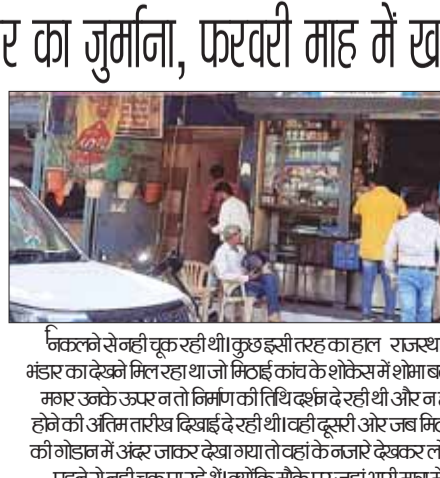 र का जुर्माना, फरवरी माह में ख
निकलने से नही चूक रही थी। कुछ इसी तरह का हाल राजस्थ
भंडार का देखने मिल रहा था जो मिठाई कांच के शोकेस में शोभा ब
मगर उनके ऊपर न तो निर्माण की तिथि दर्शन दे रही थी और न ह
होने की अंतिम तारीख दिखाई दे रही थी। वही दूसरी ओर जब मि
की गोडान में अंदर जाकर देखा गया तो वहां के नजारे देखकर लो